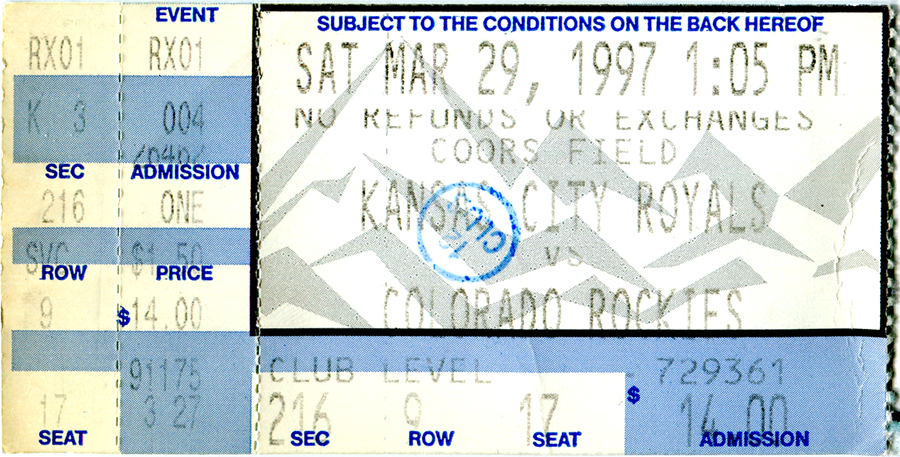 EVENT
RX01 RX01
K 3 004
SEC ADMISSION
216 ONE
SVC $1.50
ROW PRICE
9 $14.00
91175
17 3 27
SEAT
SUBJECT TO THE CONDITIONS ON THE BACK HEREOF
SAT MAR 29, 1997 1:05 PM
NO REFUNDS OR EXCHANGES
COORS FIELD
KANSAS CITY ROYALS
VS
COLORADO ROCKIES
CLUB LEVEL - 729361
216 9 17 $ 14.00
SEC ROW SEAT ADMISSION